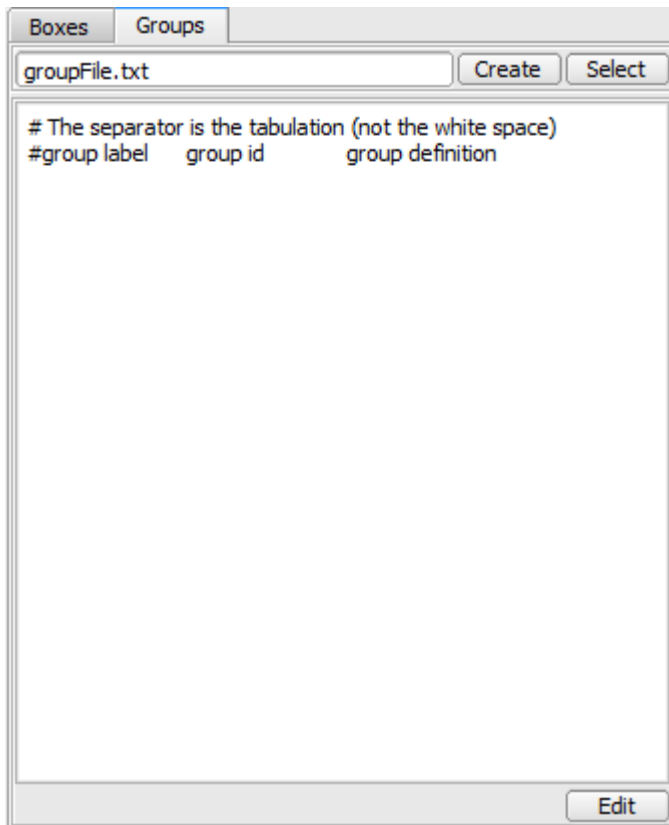 Boxes Groups
groupFile.txt Create Select
# The separator is the tabulation (not the white space)
#group label group id group definition
Edit